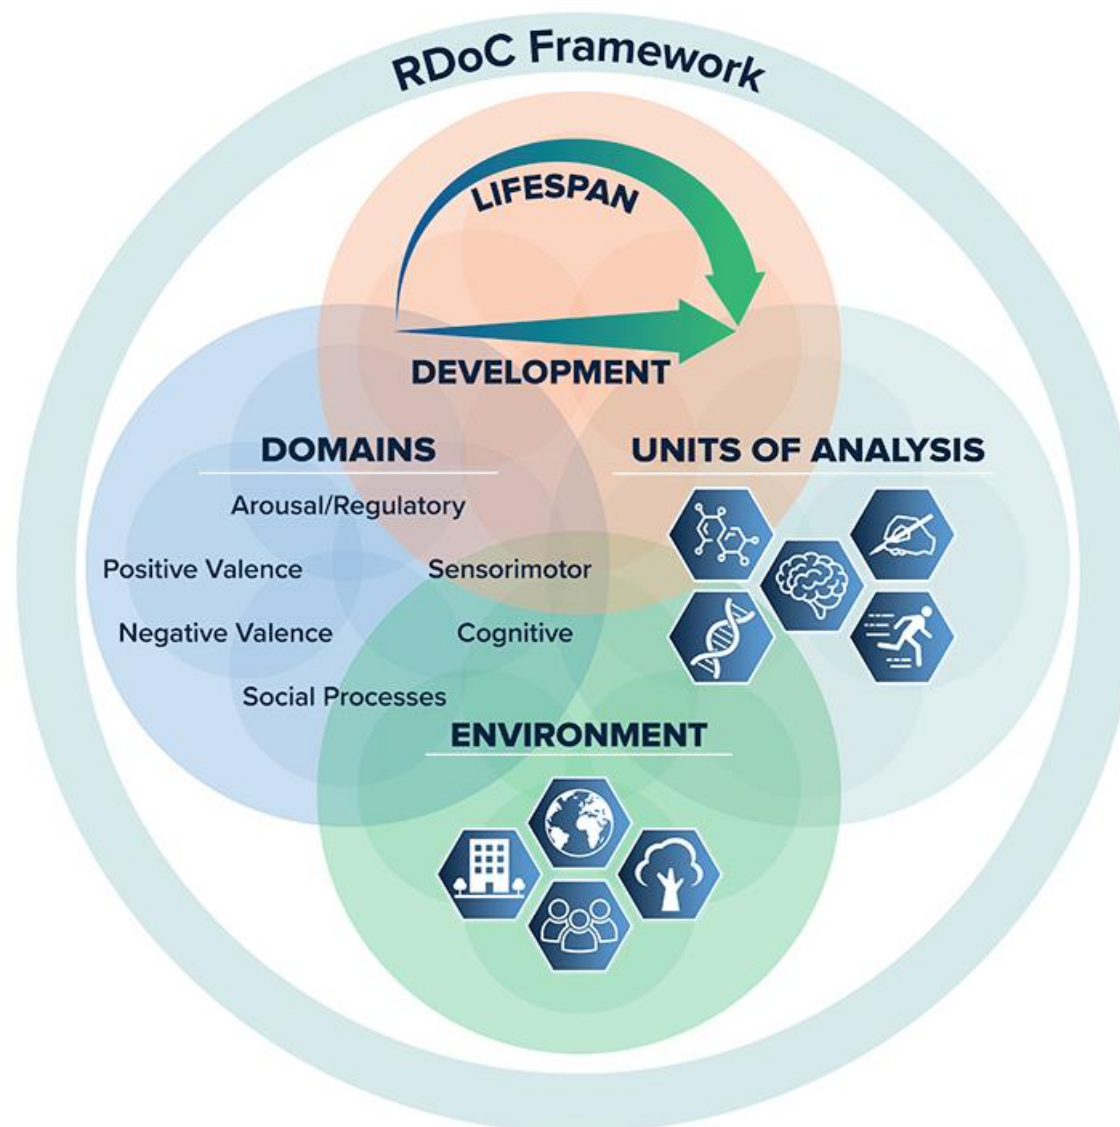 RDoC Framework
LIFESPAN
DEVELOPMENT
DOMAINS
Arousal/Regulatory
Positive Valence
Sensorimotor
Negative Valence
Cognitive
Social Processes
UNITS OF ANALYSIS
ENVIRONMENT